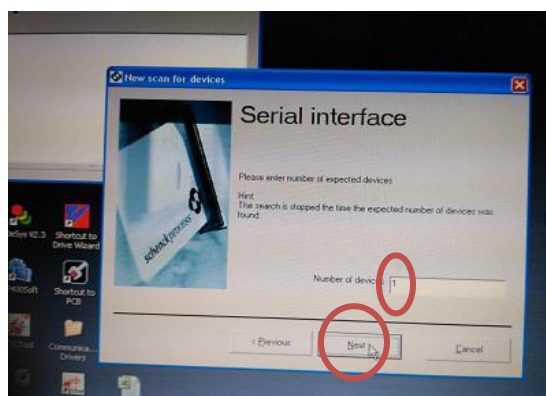 New scan for devices
Serial interface
Please enter number of expected devices
Hint:
The search is stopped the time the expected number of devices was
found
Number of devices
1
< Previous
Next
Cancel
schenck process
Shortcut to
Drive Wizard
Shortcut to
PCB
Communica...
Drivers